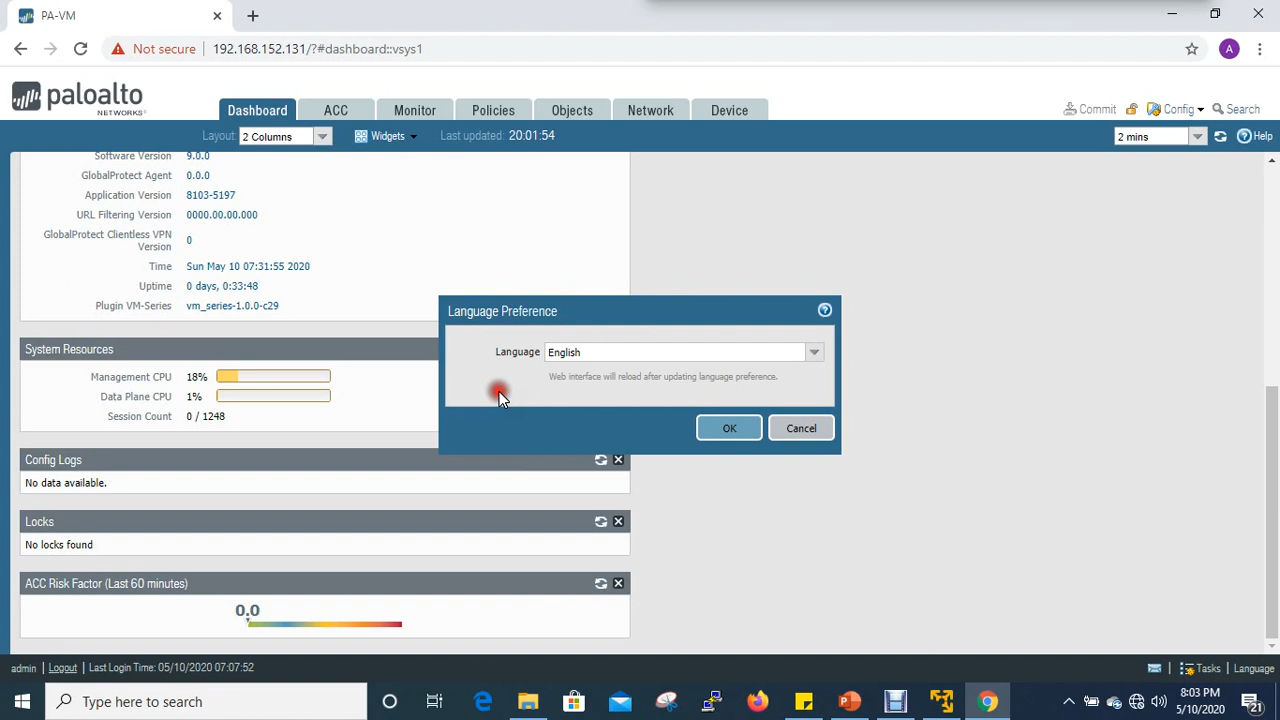 PA-VM
Not secure 192.168.152.131/?#dashboard::vsys1
A
paloalto
NETWORKS
Dashboard ACC Monitor Policies Objects Network Device
Commit Config Search
Layout: 2 Columns Widgets Last updated: 20:01:54 2 mins Help
Software Version 9.0.0
GlobalProtect Agent 0.0.0
Application Version 8103-5197
URL Filtering Version 0000.00.00.000
GlobalProtect Clientless VPN
Version 0
Time Sun May 10 07:31:55 2020
Uptime 0 days, 0:33:48
Plugin VM-Series vm_series-1.0.0-c29
Language Preference
Language English
Web interface will reload after updating language preference.
OK Cancel
System Resources
Management CPU 18%
Data Plane CPU 1%
Session Count 0 / 1248
Config Logs
No data available.
Locks
No locks found
ACC Risk Factor (Last 60 minutes)
0.0
admin Logout Last Login Time: 05/10/2020 07:07:52 Tasks Language
Type here to search
8:03 PM
5/10/2020
21